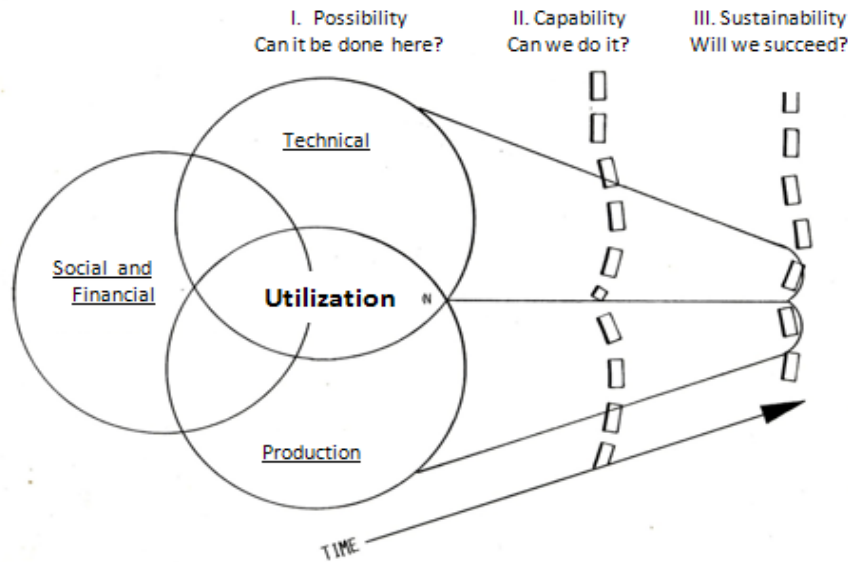 I. Possibility
Can it be done here?
II. Capability
Can we do it?
III. Sustainability
Will we succeed?
Technical
Social and
Financial
Utilization
N
Production
TIME